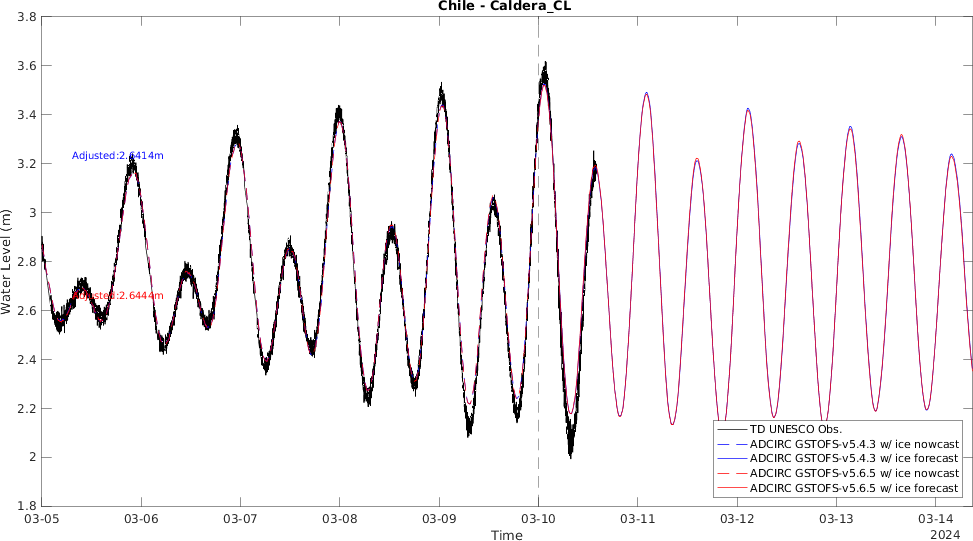 Chile - Caldera_CL
3.8
3.6
3.4
3.2
3
2.8
2.6
2.4
2.2
2
1.8
Water Level (m)
Adjusted:2.6414m
Adjusted:2.6444m
TD UNESCO Obs.
ADCIRC GSTOFS-v5.4.3 w/ ice nowcast
ADCIRC GSTOFS-v5.4.3 w/ ice forecast
ADCIRC GSTOFS-v5.6.5 w/ ice nowcast
ADCIRC GSTOFS-v5.6.5 w/ ice forecast
03-05 03-06 03-07 03-08 03-09 03-10 03-11 03-12 03-13 03-14
Time
2024